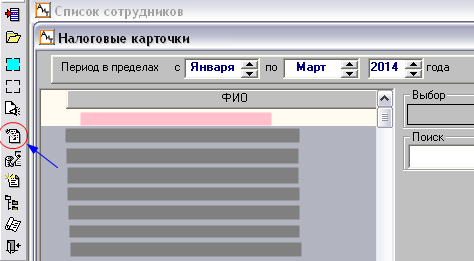 Список сотрудников
Налоговые карточки
Период в пределах с Января по Март 2014 года
ФИО
Выбор
Поиск